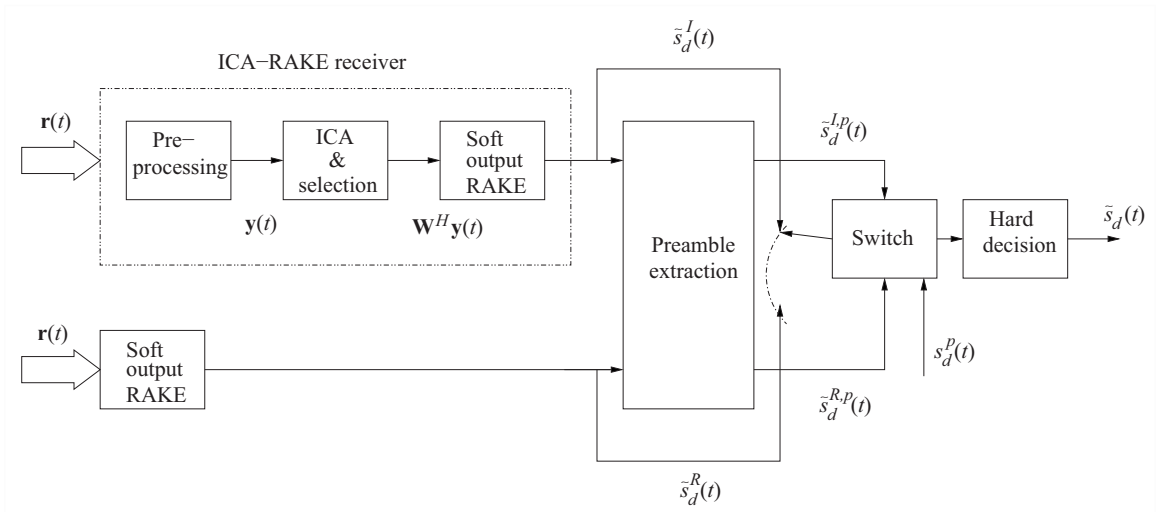 s̃_d^I(t)
ICA−RAKE receiver
r(t)
Pre−
processing
ICA
&
selection
Soft
output
RAKE
s̃_d^{I,p}(t)
y(t)
W^H y(t)
Preamble
extraction
Switch
Hard
decision
s̃_d(t)
r(t)
Soft
output
RAKE
s_d^p(t)
s̃_d^{R,p}(t)
s̃_d^R(t)